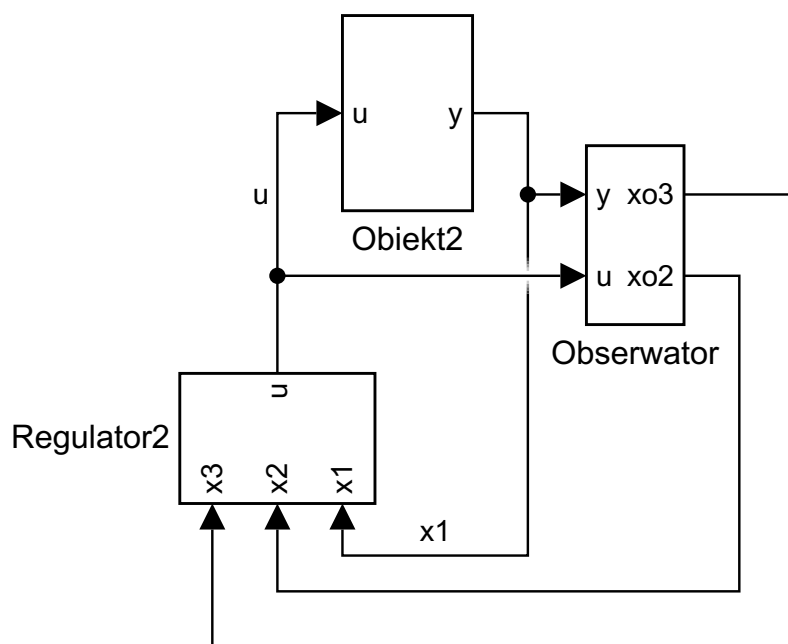 u
y
Obiekt2
u
y
xo3
u
xo2
Obserwator
u
Regulator2
x3
x2
x1
x1